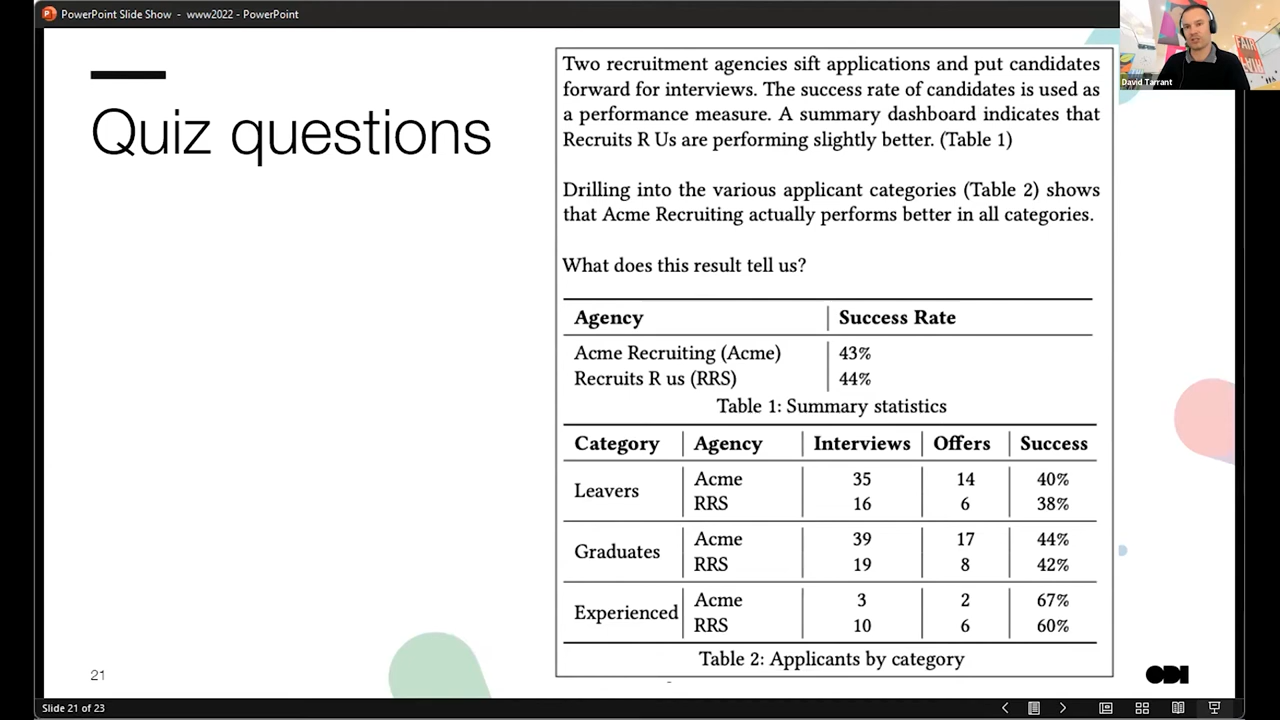 PowerPoint Slide Show - www2022 - PowerPoint
David Tarrant
Quiz questions
Two recruitment agencies sift applications and put candidates
forward for interviews. The success rate of candidates is used as
a performance measure. A summary dashboard indicates that
Recruits R Us are performing slightly better. (Table 1)
Drilling into the various applicant categories (Table 2) shows
that Acme Recruiting actually performs better in all categories.
What does this result tell us?
Agency Success Rate
Acme Recruiting (Acme) 43%
Recruits R us (RRS) 44%
Table 1: Summary statistics
Category Agency Interviews Offers Success
Leavers
Acme 35 14 40%
RRS 16 6 38%
Graduates
Acme 39 17 44%
RRS 19 8 42%
Experienced
Acme 3 2 67%
RRS 10 6 60%
Table 2: Applicants by category
21
ODI
Slide 21 of 23